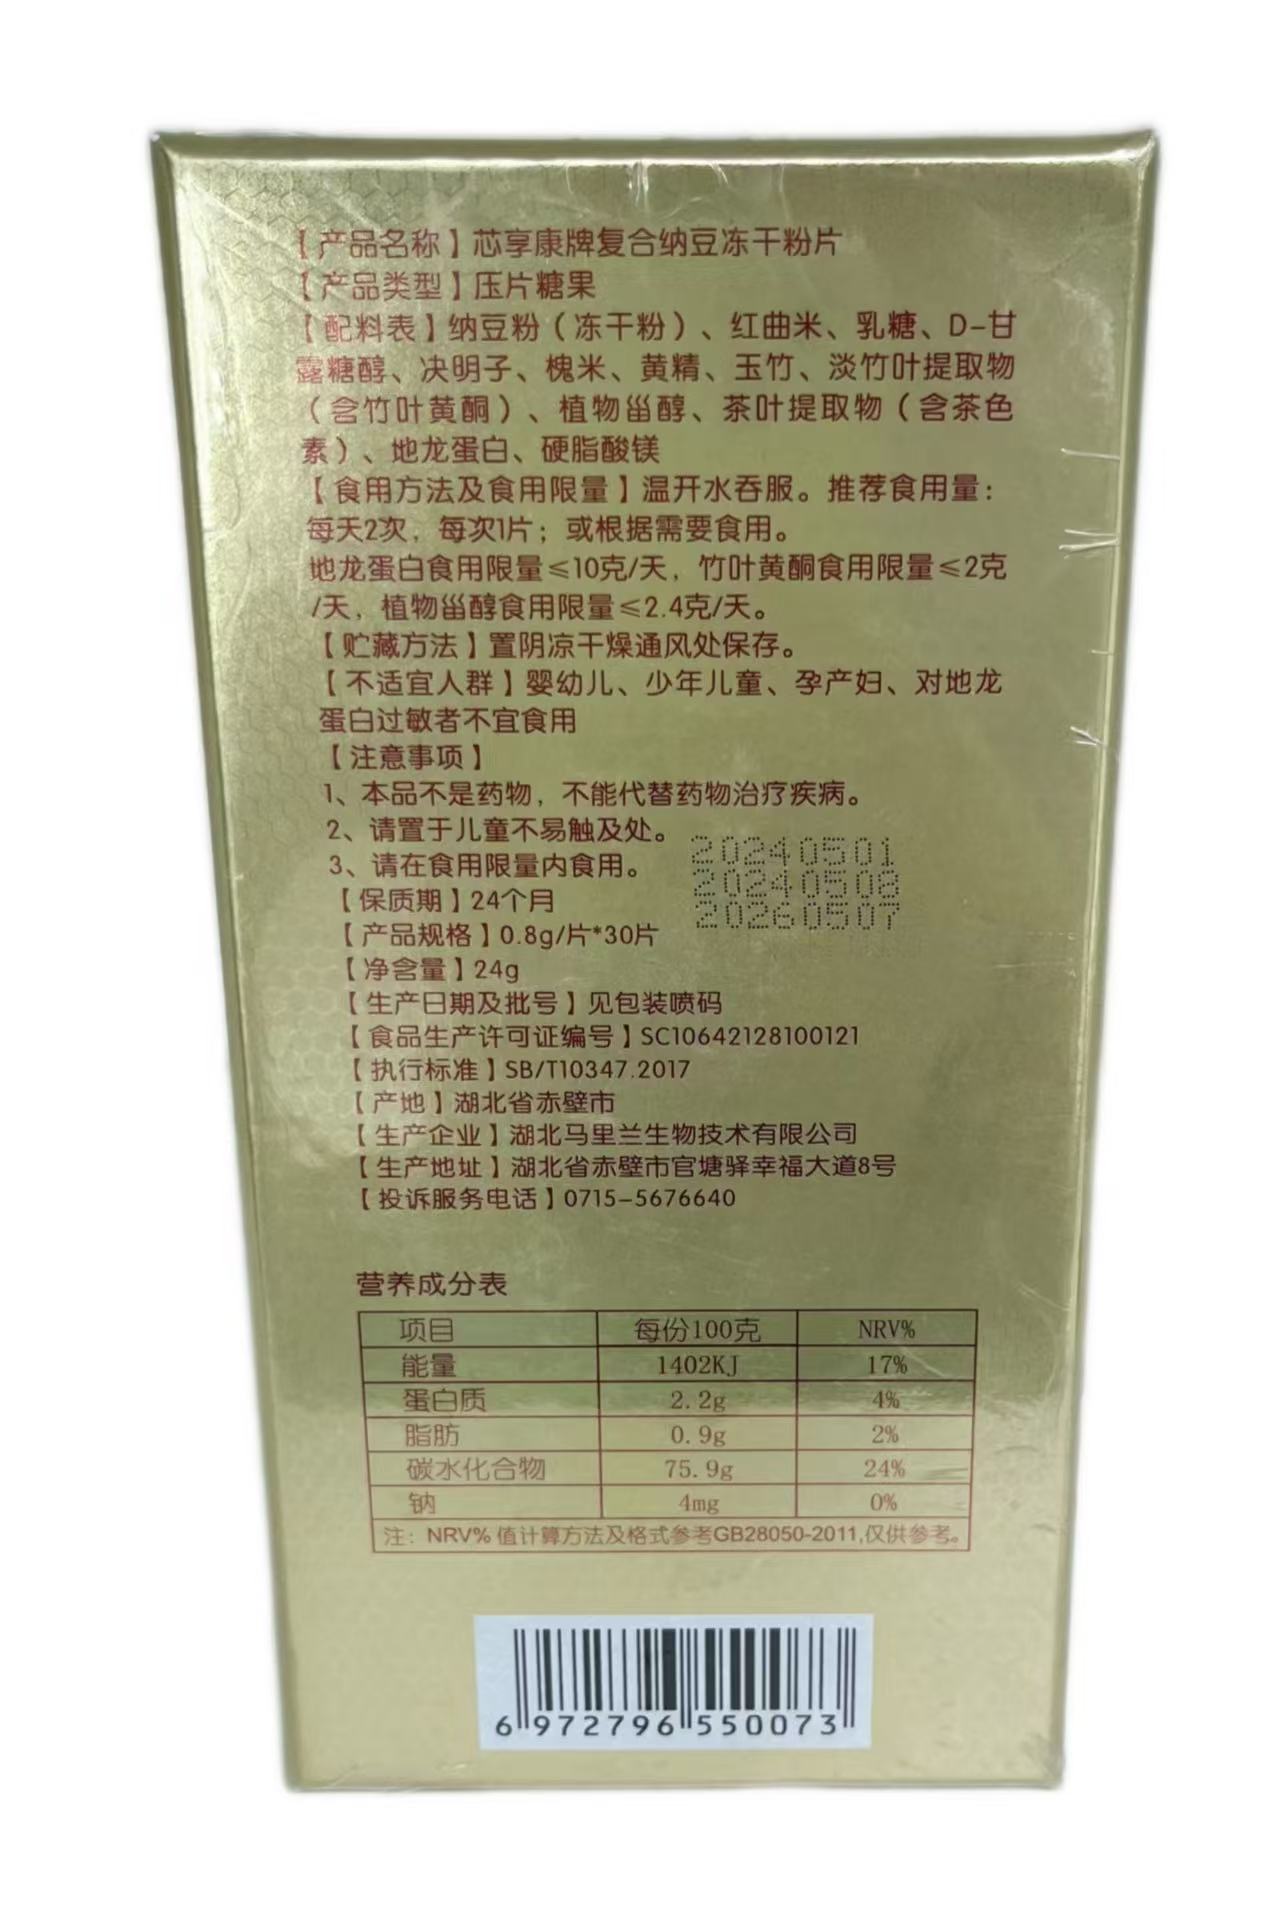 【产品名称】芯享康牌复合纳豆冻干粉片
【产品类型】压片糖果
【配料表】纳豆粉（冻干粉）、红曲米、乳糖、D-甘
露糖醇、决明子、槐米、黄精、玉竹、淡竹叶提取物
（含竹叶黄酮）、植物甾醇、茶叶提取物（含茶色
素）、地龙蛋白、硬脂酸镁
【食用方法及食用限量】温开水吞服。推荐食用量：
每天2次，每次1片；或根据需要食用。
地龙蛋白食用限量≤10克/天，竹叶黄酮食用限量≤2克
/天，植物甾醇食用限量≤2.4克/天。
【贮藏方法】置阴凉干燥通风处保存。
【不适宜人群】婴幼儿、少年儿童、孕产妇、对地龙
蛋白过敏者不宜食用
【注意事项】
1、本品不是药物，不能代替药物治疗疾病。
2、请置于儿童不易触及处。
3、请在食用限量内食用。
20240501
20240508
20260507
【保质期】24个月
【产品规格】0.8g/片*30片
【净含量】24g
【生产日期及批号】见包装喷码
【食品生产许可证编号】SC10642128100121
【执行标准】SB/T10347.2017
【产地】湖北省赤壁市
【生产企业】湖北马里兰生物技术有限公司
【生产地址】湖北省赤壁市官塘驿幸福大道8号
【投诉服务电话】0715-5676640
营养成分表
项目 每份100克 NRV%
能量 1402KJ 17%
蛋白质 2.2g 4%
脂肪 0.9g 2%
碳水化合物 75.9g 24%
钠 4mg 0%
注：NRV% 值计算方法及格式参考GB28050-2011,仅供参考。
6 972796 550073